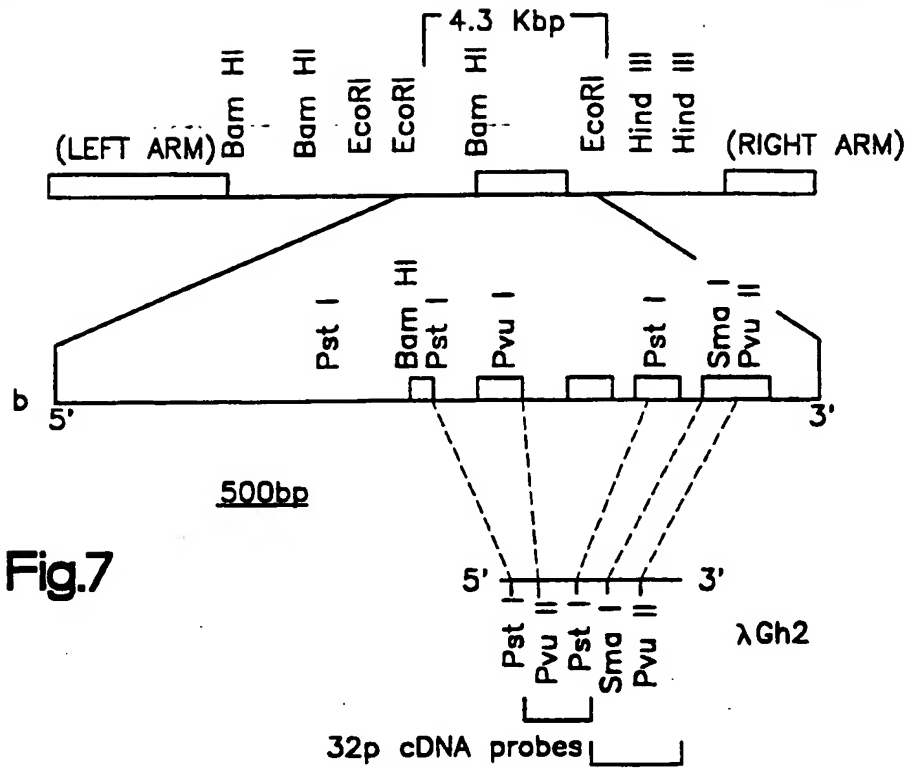 4.3 Kbp
Bam HI
Bam HI
EcoRI
EcoRI
Bam HI
EcoRI
Hind III
Hind III
(LEFT ARM)
(RIGHT ARM)
Pst I
Bam HI
Pst I
Pvu I
Pst I
Sma I
Pvu II
b
5'
3'
500bp
Fig.7
5'
3'
Pst I
Pvu II
Pst I
Sma I
Pvu II
λGh2
32p cDNA probes